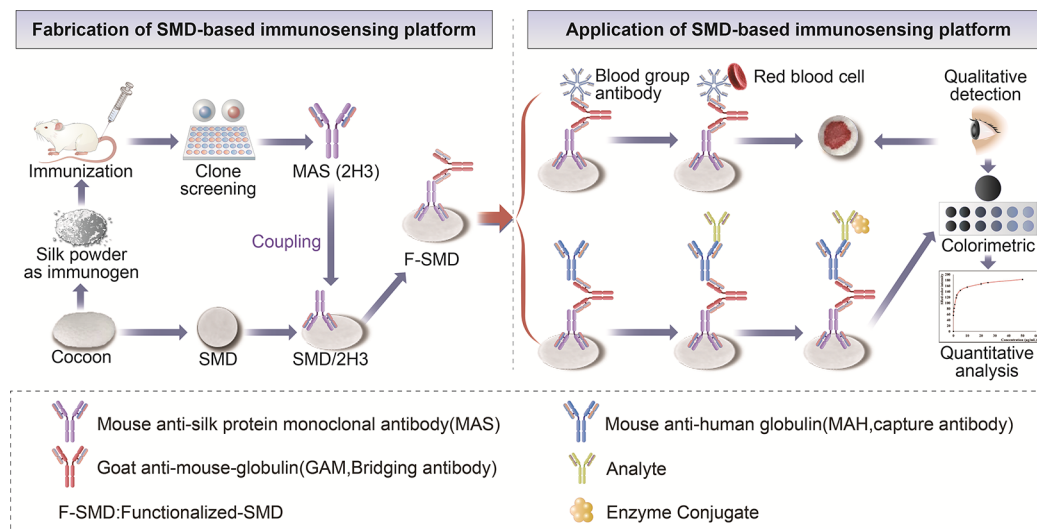 Fabrication of SMD-based immunosensing platform
Application of SMD-based immunosensing platform
Immunization
Clone
screening
MAS (2H3)
Silk powder
as immunogen
Coupling
F-SMD
Cocoon
SMD
SMD/2H3
Blood group
antibody
Red blood cell
Qualitative
detection
Colorimetric
Concentration (μg/mL)
Quantitative
analysis
Mouse anti-silk protein monoclonal antibody(MAS)
Mouse anti-human globulin(MAH,capture antibody)
Goat anti-mouse-globulin(GAM,Bridging antibody)
Analyte
F-SMD:Functionalized-SMD
Enzyme Conjugate